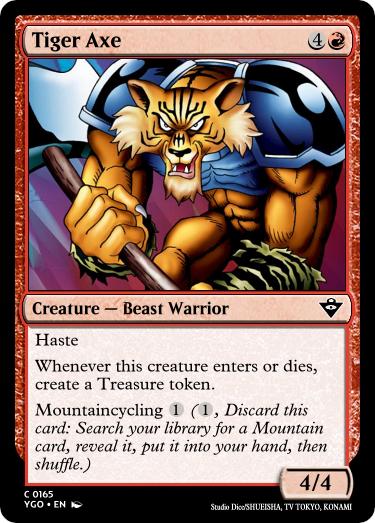 Tiger Axe 4
Creature — Beast Warrior
Haste
Whenever this creature enters or dies,
create a Treasure token.
Mountaincycling 1 (1, Discard this
card: Search your library for a Mountain
card, reveal it, put it into your hand, then
shuffle.)
4/4
C 0165
YGO • EN
Studio Dice/SHUEISHA, TV TOKYO, KONAMI